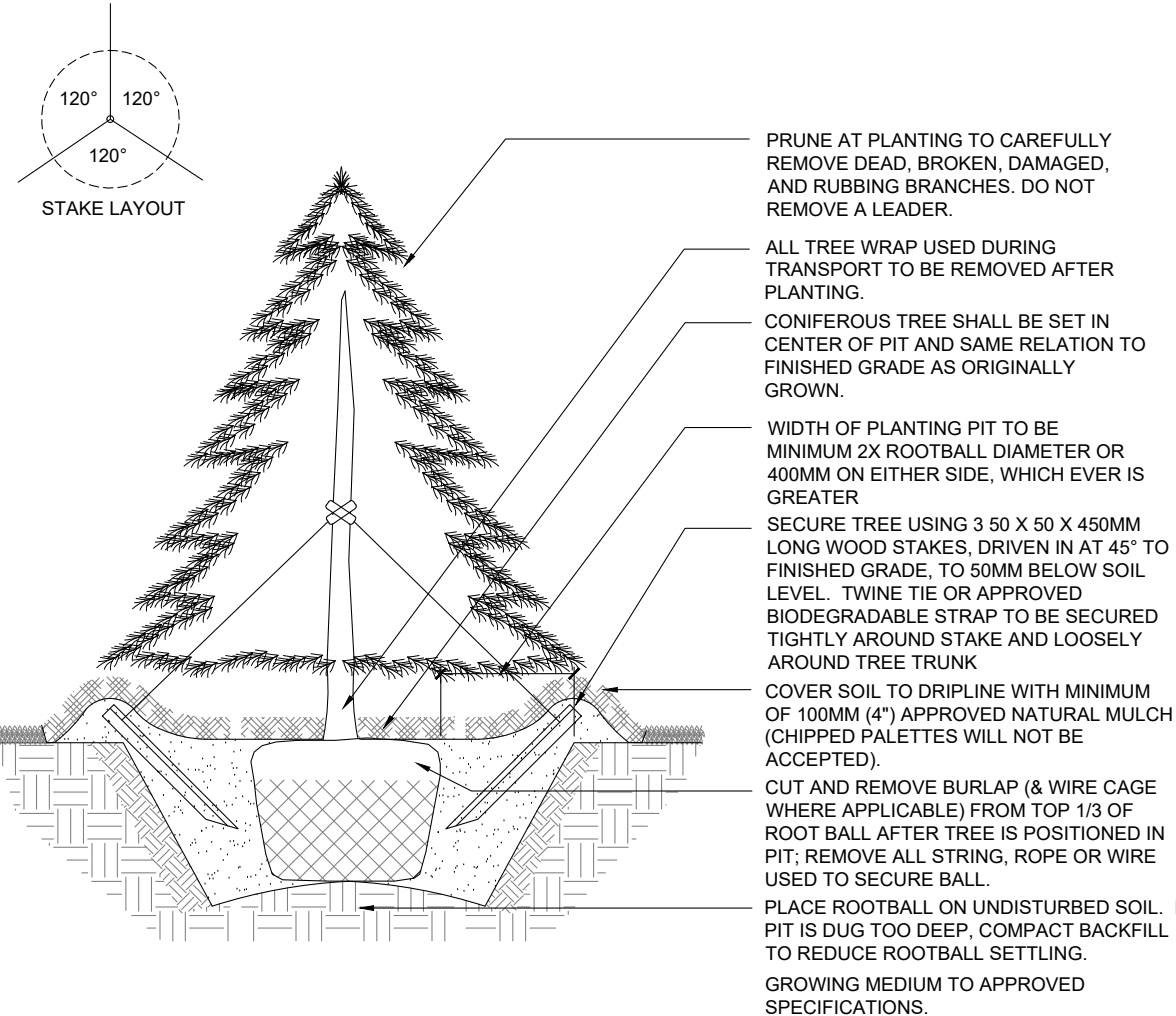 120° 120°
120°
STAKE LAYOUT
PRUNE AT PLANTING TO CAREFULLY
REMOVE DEAD, BROKEN, DAMAGED,
AND RUBBING BRANCHES. DO NOT
REMOVE A LEADER.
ALL TREE WRAP USED DURING
TRANSPORT TO BE REMOVED AFTER
PLANTING.
CONIFEROUS TREE SHALL BE SET IN
CENTER OF PIT AND SAME RELATION TO
FINISHED GRADE AS ORIGINALLY
GROWN.
WIDTH OF PLANTING PIT TO BE
MINIMUM 2X ROOTBALL DIAMETER OR
400MM ON EITHER SIDE, WHICH EVER IS
GREATER
SECURE TREE USING 3 50 X 50 X 450MM
LONG WOOD STAKES, DRIVEN IN AT 45° TO
FINISHED GRADE, TO 50MM BELOW SOIL
LEVEL. TWINE TIE OR APPROVED
BIODEGRADABLE STRAP TO BE SECURED
TIGHTLY AROUND STAKE AND LOOSELY
AROUND TREE TRUNK
COVER SOIL TO DRIPLINE WITH MINIMUM
OF 100MM (4") APPROVED NATURAL MULCH
(CHIPPED PALETTES WILL NOT BE
ACCEPTED).
CUT AND REMOVE BURLAP (& WIRE CAGE
WHERE APPLICABLE) FROM TOP 1/3 OF
ROOT BALL AFTER TREE IS POSITIONED IN
PIT; REMOVE ALL STRING, ROPE OR WIRE
USED TO SECURE BALL.
PLACE ROOTBALL ON UNDISTURBED SOIL.
PIT IS DUG TOO DEEP, COMPACT BACKFILL
TO REDUCE ROOTBALL SETTLING.
GROWING MEDIUM TO APPROVED
SPECIFICATIONS.